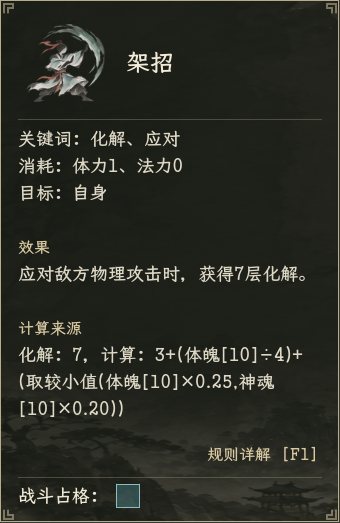 架招
关键词：化解、应对
消耗：体力1、法力0
目标：自身
效果
应对敌方物理攻击时，获得7层化解。
计算来源
化解：7，计算：3+(体魄[10]÷4)+
(取较小值(体魄[10]×0.25,神魂
[10]×0.20))
规则详解 [F1]
战斗占格：